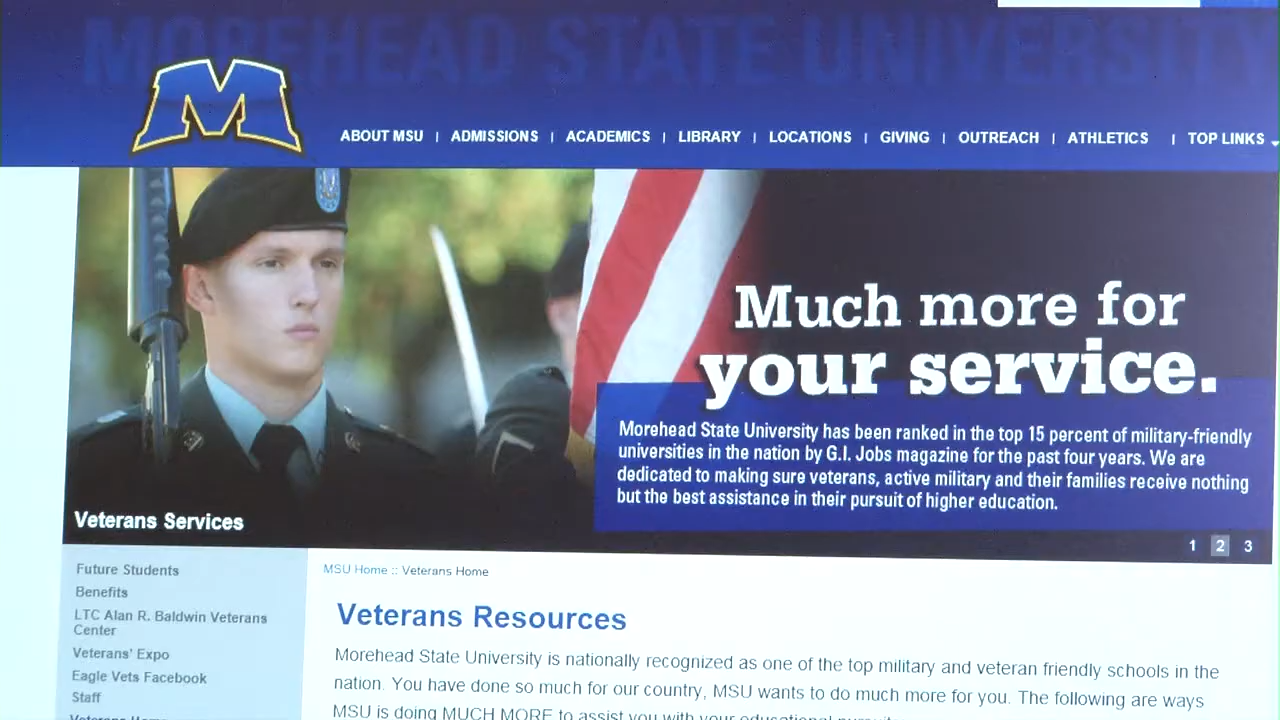 MOREHEAD STATE UNIVERSITY
M
ABOUT MSU | ADMISSIONS | ACADEMICS | LIBRARY | LOCATIONS | GIVING | OUTREACH | ATHLETICS | TOP LINKS
Much more for
your service.
Morehead State University has been ranked in the top 15 percent of military-friendly
universities in the nation by G.I. Jobs magazine for the past four years. We are
dedicated to making sure veterans, active military and their families receive nothing
but the best assistance in their pursuit of higher education.
Veterans Services
1 2 3
Future Students
Benefits
LTC Alan R. Baldwin Veterans
Center
Veterans' Expo
Eagle Vets Facebook
Staff
MSU Home :: Veterans Home
Veterans Resources
Morehead State University is nationally recognized as one of the top military and veteran friendly schools in the
nation. You have done so much for our country, MSU wants to do much more for you. The following are ways
MSU is doing MUCH MORE to assist you with your educational